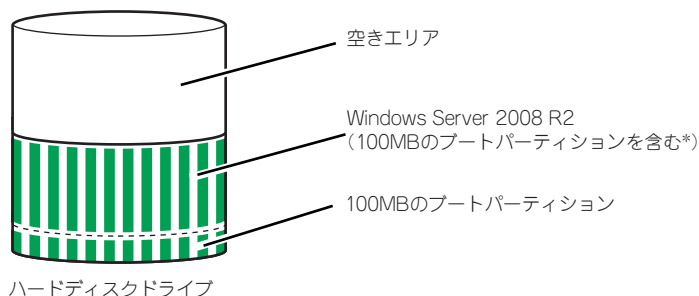 空きエリア
Windows Server 2008 R2
（100MBのブートパーティションを含む*）
100MBのブートパーティション
ハードディスクドライブ